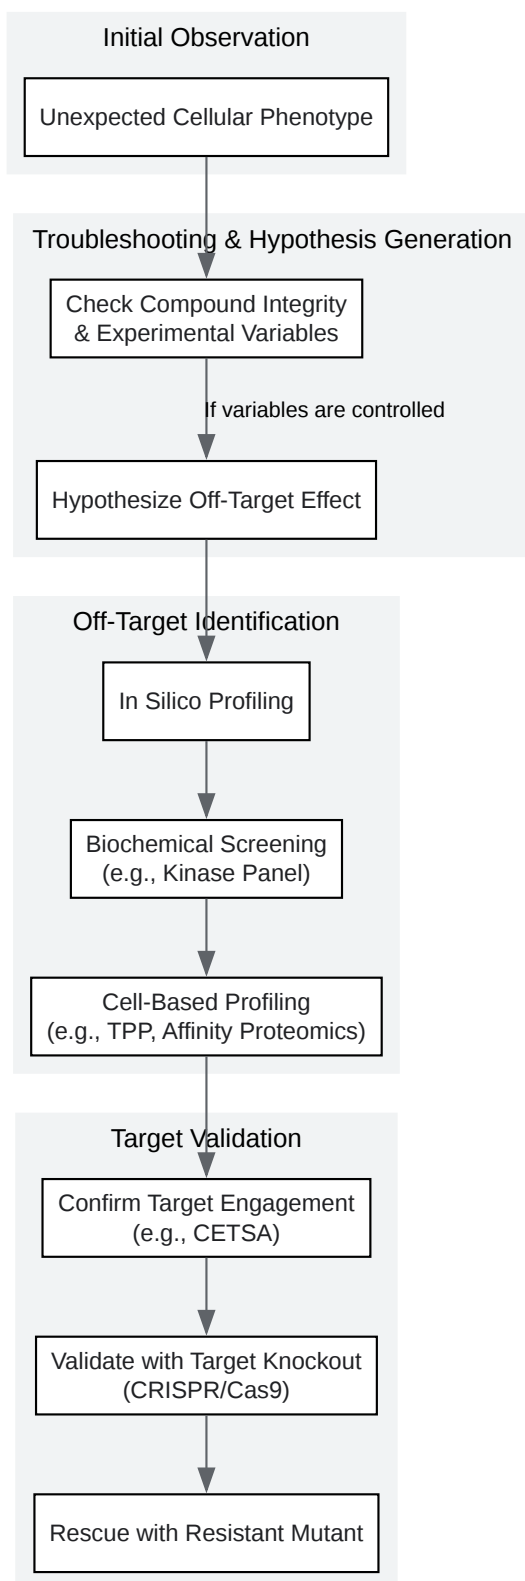 Initial Observation
Unexpected Cellular Phenotype
Troubleshooting & Hypothesis Generation
Check Compound Integrity
& Experimental Variables
If variables are controlled
Hypothesize Off-Target Effect
Off-Target Identification
In Silico Profiling
Biochemical Screening
(e.g., Kinase Panel)
Cell-Based Profiling
(e.g., TPP, Affinity Proteomics)
Target Validation
Confirm Target Engagement
(e.g., CETSA)
Validate with Target Knockout
(CRISPR/Cas9)
Rescue with Resistant Mutant